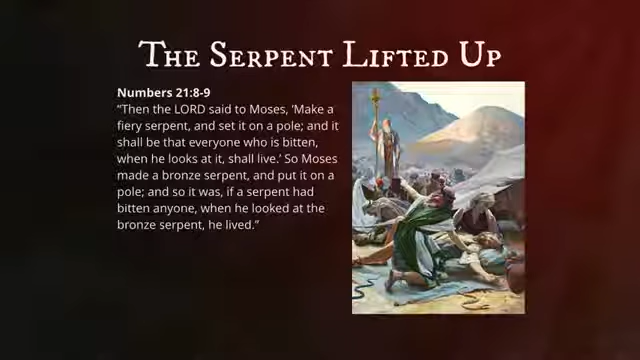 The Serpent Lifted Up
Numbers 21:8-9
“Then the LORD said to Moses, ‘Make a
fiery serpent, and set it on a pole; and it
shall be that everyone who is bitten,
when he looks at it, shall live.’ So Moses
made a bronze serpent, and put it on a
pole; and so it was, if a serpent had
bitten anyone, when he looked at the
bronze serpent, he lived.”